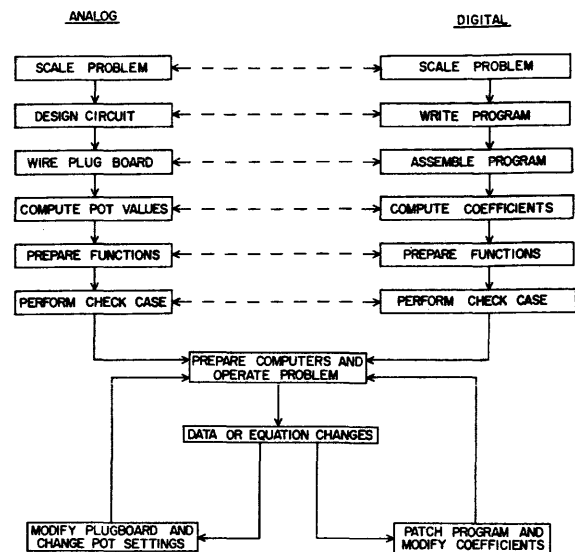 ANALOG
DIGITAL
SCALE PROBLEM
SCALE PROBLEM
DESIGN CIRCUIT
WRITE PROGRAM
WIRE PLUG BOARD
ASSEMBLE PROGRAM
COMPUTE POT VALUES
COMPUTE COEFFICIENTS
PREPARE FUNCTIONS
PREPARE FUNCTIONS
PERFORM CHECK CASE
PERFORM CHECK CASE
PREPARE COMPUTERS AND
OPERATE PROBLEM
DATA OR EQUATION CHANGES
MODIFY PLUGBOARD AND
CHANGE POT SETTINGS
PATCH PROGRAM AND
MODIFY COEFFICIENTS